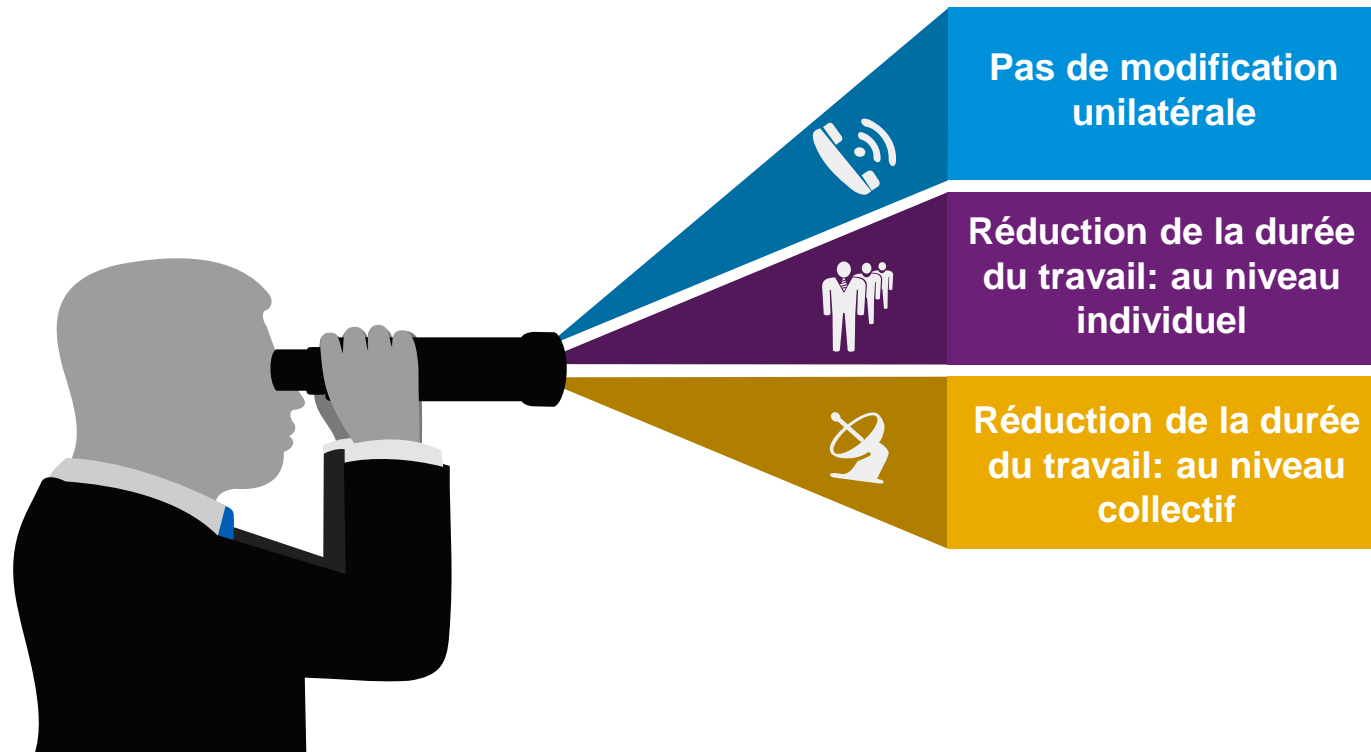 Pas de modification
unilatérale
Réduction de la durée
du travail: au niveau
individuel
Réduction de la durée
du travail: au niveau
collectif